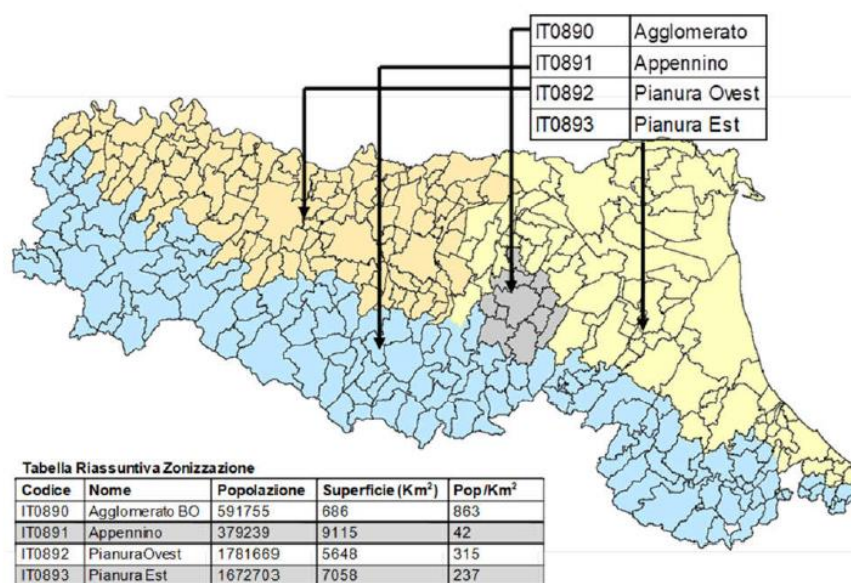 IT0890 Agglomerato
IT0891 Appennino
IT0892 Pianura Ovest
IT0893 Pianura Est
Tabella Riassuntiva Zonizzazione
Codice Nome Popolazione Superficie (Km²) Pop/Km²
IT0890 Agglomerato BO 591755 686 863
IT0891 Appennino 379239 9115 42
IT0892 PianuraOvest 1781669 5648 315
IT0893 Pianura Est 1672703 7058 237